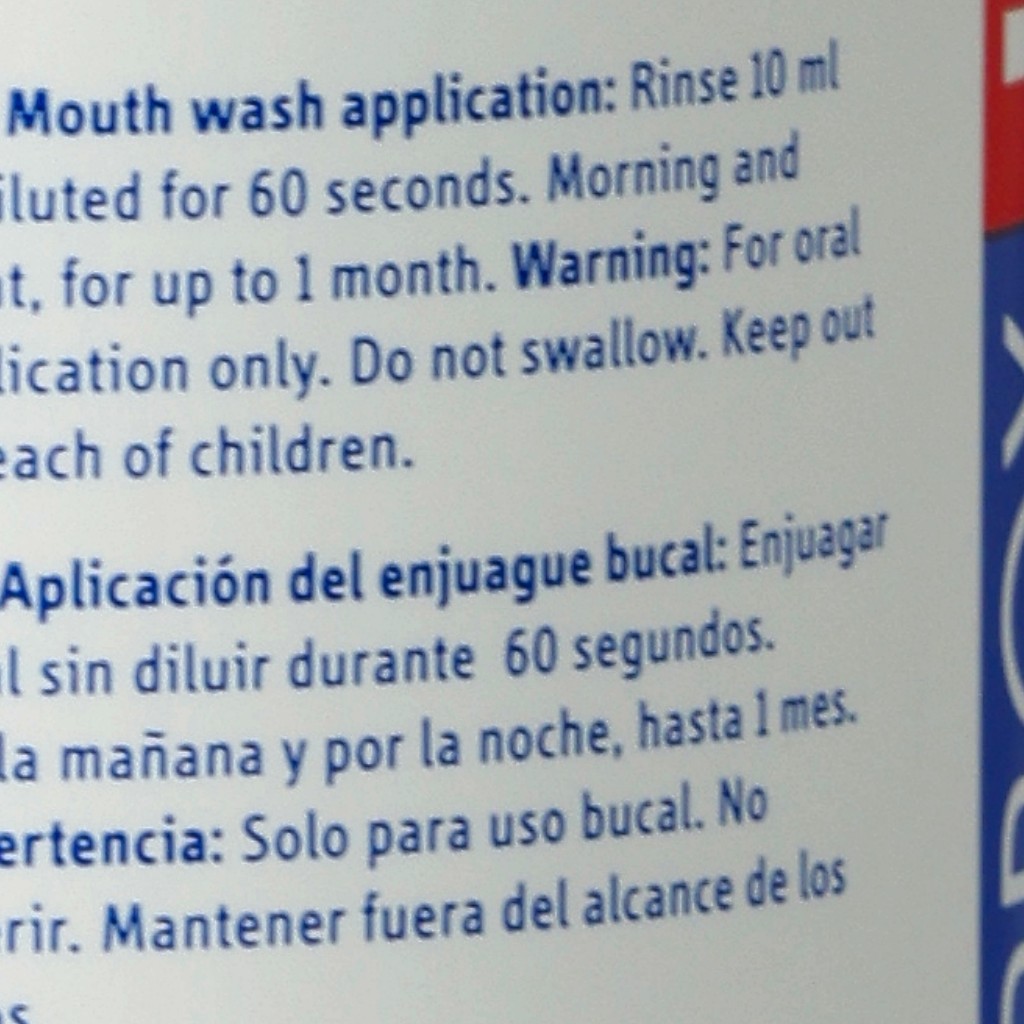 Mouth wash application: Rinse 10 ml
iluted for 60 seconds. Morning and
t, for up to 1 month. Warning: For oral
lication only. Do not swallow. Keep out
each of children.
Aplicación del enjuague bucal: Enjuagar
l sin diluir durante 60 segundos.
la mañana y por la noche, hasta 1 mes.
ertencia: Solo para uso bucal. No
rir. Mantener fuera del alcance de los
s.